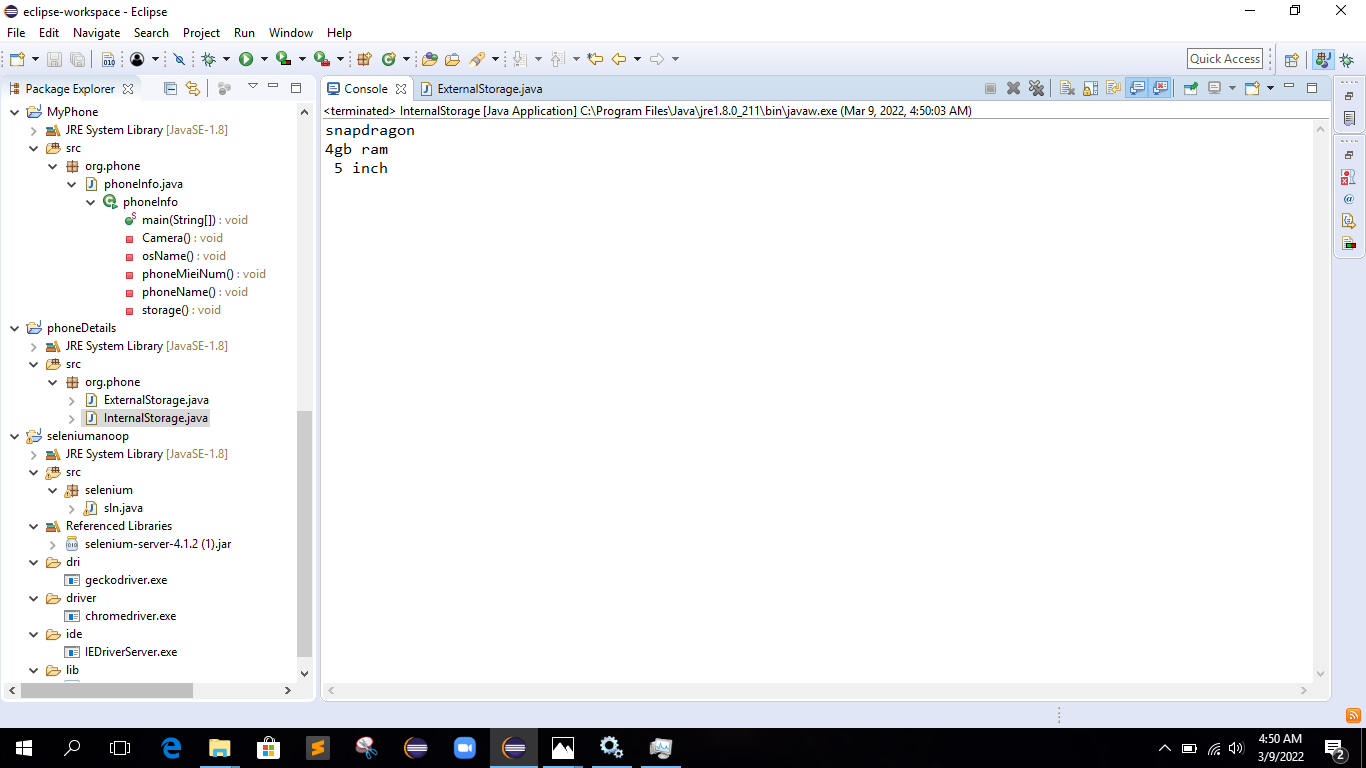 eclipse-workspace - Eclipse
File Edit Navigate Search Project Run Window Help
Quick Access
Package Explorer
Console
ExternalStorage.java
<terminated> InternalStorage [Java Application] C:\Program Files\Java\jre1.8.0_211\bin\javaw.exe (Mar 9, 2022, 4:50:03 AM)
snapdragon
4gb ram
5 inch
MyPhone
JRE System Library [JavaSE-1.8]
src
org.phone
phoneInfo.java
phoneInfo
main(String[]) : void
Camera() : void
osName() : void
phoneMieiNum() : void
phoneName() : void
storage() : void
phoneDetails
JRE System Library [JavaSE-1.8]
src
org.phone
ExternalStorage.java
InternalStorage.java
seleniumanoop
JRE System Library [JavaSE-1.8]
src
selenium
sln.java
Referenced Libraries
selenium-server-4.1.2 (1).jar
dri
geckodriver.exe
driver
chromedriver.exe
ide
IEDriverServer.exe
lib
4:50 AM
3/9/2022
2